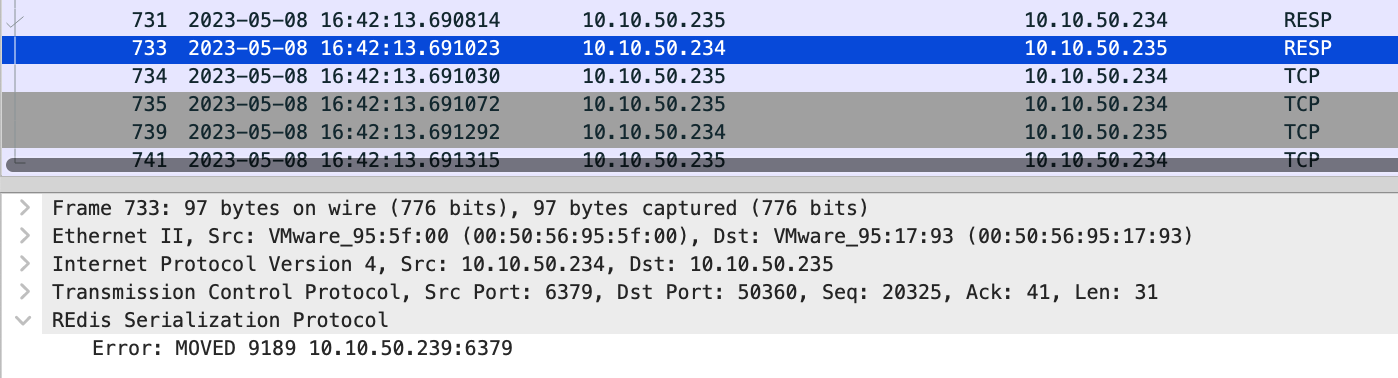 731 2023-05-08 16:42:13.690814 10.10.50.235 10.10.50.234 RESP
733 2023-05-08 16:42:13.691023 10.10.50.234 10.10.50.235 RESP
734 2023-05-08 16:42:13.691030 10.10.50.235 10.10.50.234 TCP
735 2023-05-08 16:42:13.691072 10.10.50.235 10.10.50.234 TCP
739 2023-05-08 16:42:13.691292 10.10.50.234 10.10.50.235 TCP
741 2023-05-08 16:42:13.691315 10.10.50.235 10.10.50.234 TCP
Frame 733: 97 bytes on wire (776 bits), 97 bytes captured (776 bits)
Ethernet II, Src: VMware_95:5f:00 (00:50:56:95:5f:00), Dst: VMware_95:17:93 (00:50:56:95:17:93)
Internet Protocol Version 4, Src: 10.10.50.234, Dst: 10.10.50.235
Transmission Control Protocol, Src Port: 6379, Dst Port: 50360, Seq: 20325, Ack: 41, Len: 31
REdis Serialization Protocol
Error: MOVED 9189 10.10.50.239:6379